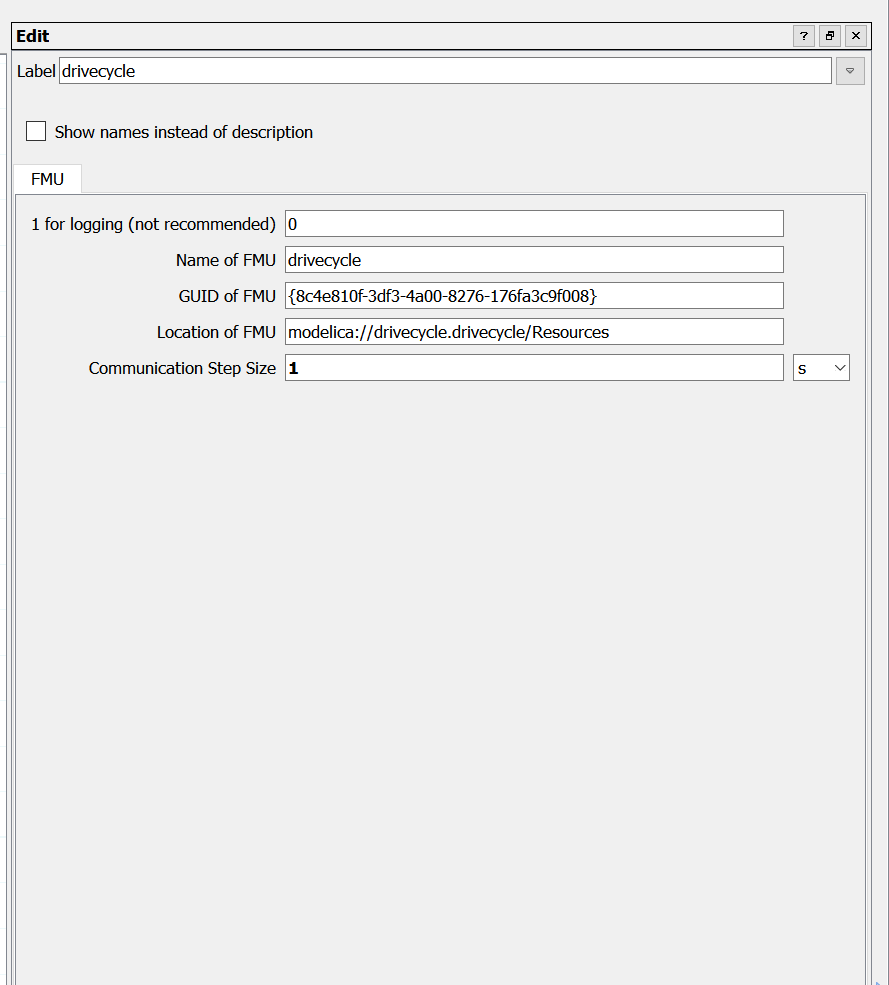 Edit
Label drivecycle
Show names instead of description
FMU
1 for logging (not recommended) 0
Name of FMU drivecycle
GUID of FMU {8c4e810f-3df3-4a00-8276-176fa3c9f008}
Location of FMU modelica://drivecycle.drivecycle/Resources
Communication Step Size 1 s